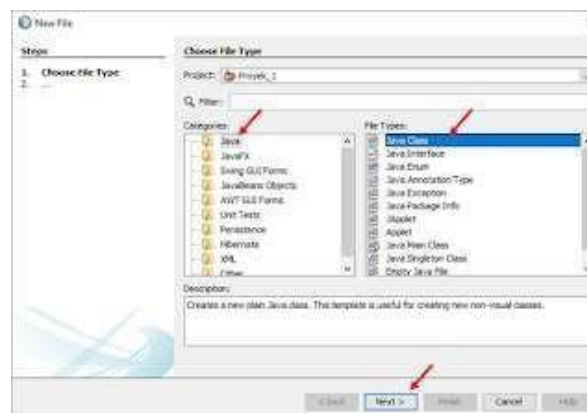 New File
Steps
1. Choose File Type
2. ...
Choose File Type
Project: Proyek_1
Filter:
Categories:
Java
JavaFX
Swing GUI Forms
JavaBeans Objects
AWT GUI Forms
Unit Tests
Persistence
Hibernate
XML
Other
File Types:
Java Class
Java Interface
Java Enum
Java Annotation Type
Java Exception
Java Package Info
JApplet
Applet
Java Main Class
Java Singleton Class
Empty Java File
Description:
Creates a new plain Java class. This template is useful for creating new non-visual classes.
< Back Next > Finish Cancel Help